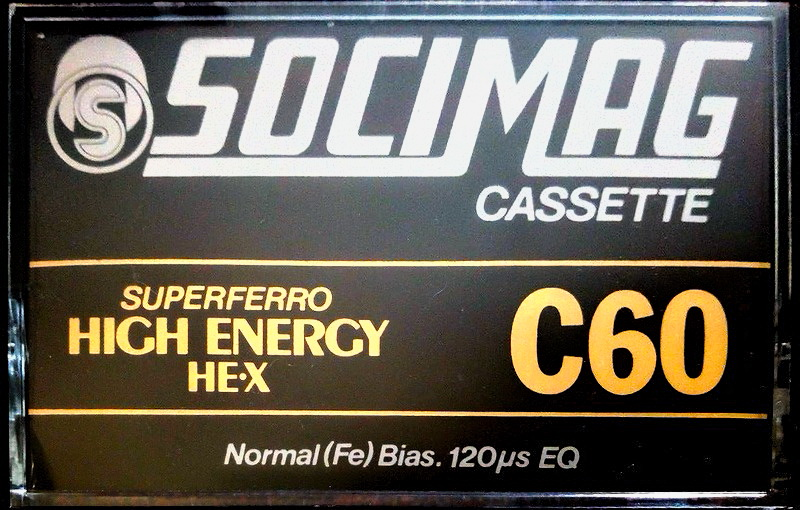 S SOCIMAG
CASSETTE
SUPERFERRO
HIGH ENERGY
HE·X
C60
Normal (Fe) Bias. 120µs EQ